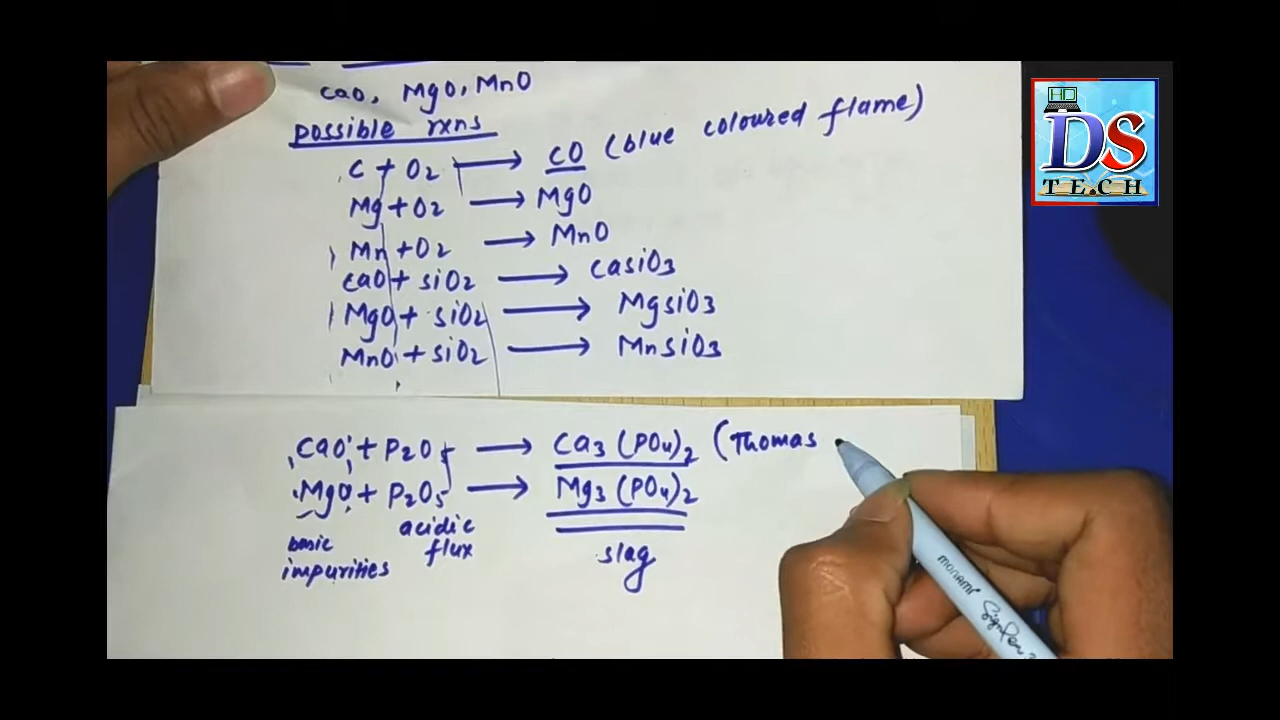 cao, MgO, MnO
possible rxns
C + O2 → CO (blue coloured flame)
Mg + O2 → MgO
Mn + O2 → MnO
caO + siO2 → casiO3
MgO + siO2 → MgsiO3
MnO + siO2 → MnsiO3
CaO + P2O5 → Ca3 (PO4)2 (Thomas
MgO + P2O5 → Mg3 (PO4)2
basic impurities
acidic flux
slag
HD
DS
TECH
monami